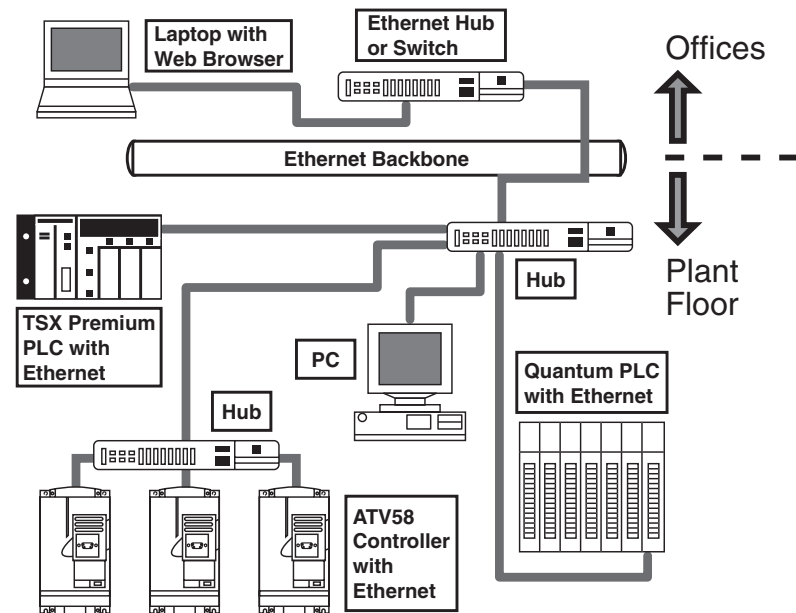 Laptop with
Web Browser
Ethernet Hub
or Switch
Offices
Ethernet Backbone
Hub
Plant
Floor
TSX Premium
PLC with
Ethernet
PC
Quantum PLC
with Ethernet
Hub
ATV58
Controller
with
Ethernet